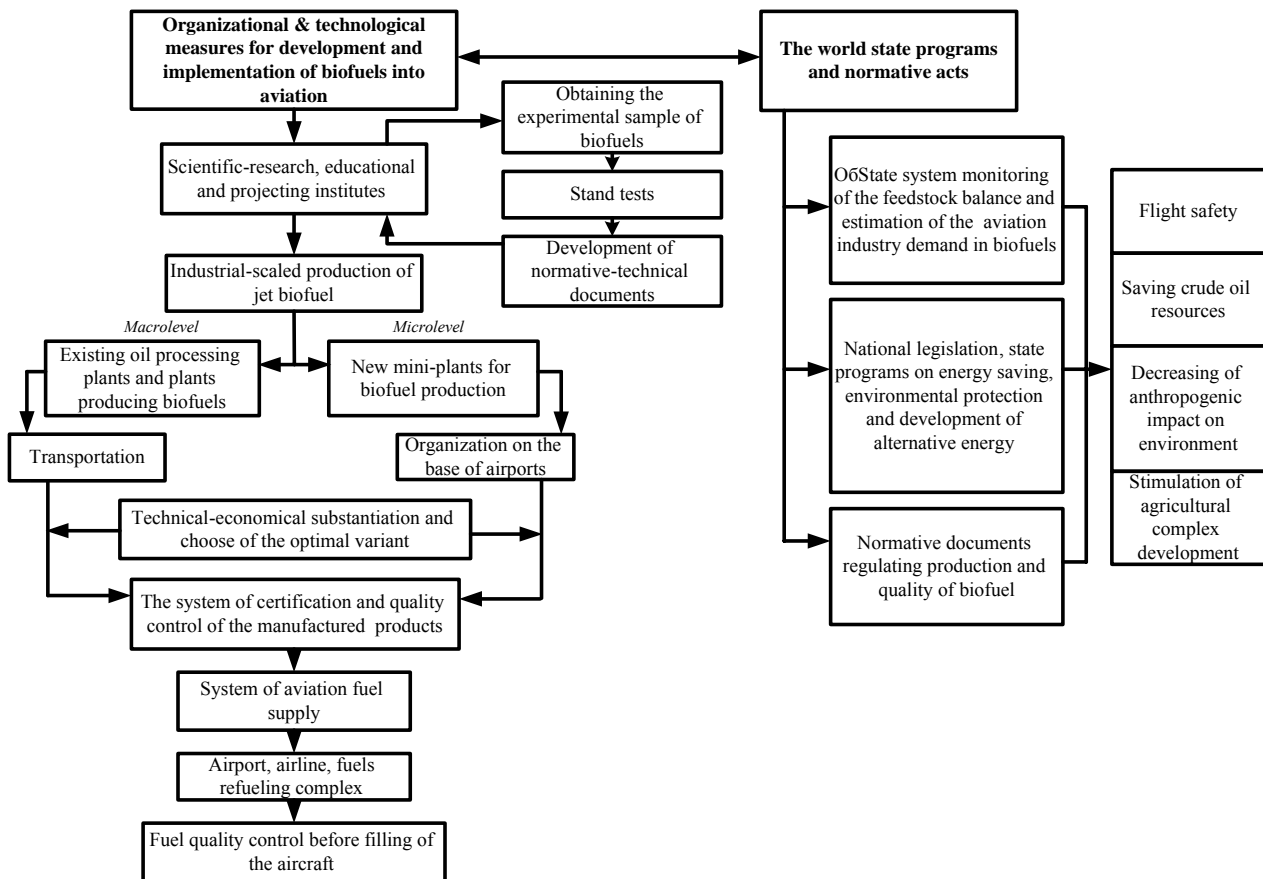 Organizational & technological
measures for development and
implementation of biofuels into
aviation
The world state programs
and normative acts
Obtaining the
experimental sample of
biofuels
Scientific-research, educational
and projecting institutes
Stand tests
Development of
normative-technical
documents
Industrial-scaled production of
jet biofuel
Macrolevel
Microlevel
Existing oil processing
plants and plants
producing biofuels
New mini-plants for
biofuel production
Transportation
Organization on the
base of airports
Technical-economical substantiation and
choose of the optimal variant
The system of certification and quality
control of the manufactured products
System of aviation fuel
supply
Airport, airline, fuels
refueling complex
Fuel quality control before filling of
the aircraft
ОбState system monitoring
of the feedstock balance and
estimation of the aviation
industry demand in biofuels
National legislation, state
programs on energy saving,
environmental protection
and development of
alternative energy
Normative documents
regulating production and
quality of biofuel
Flight safety
Saving crude oil
resources
Decreasing of
anthropogenic
impact on
environment
Stimulation of
agricultural
complex
development